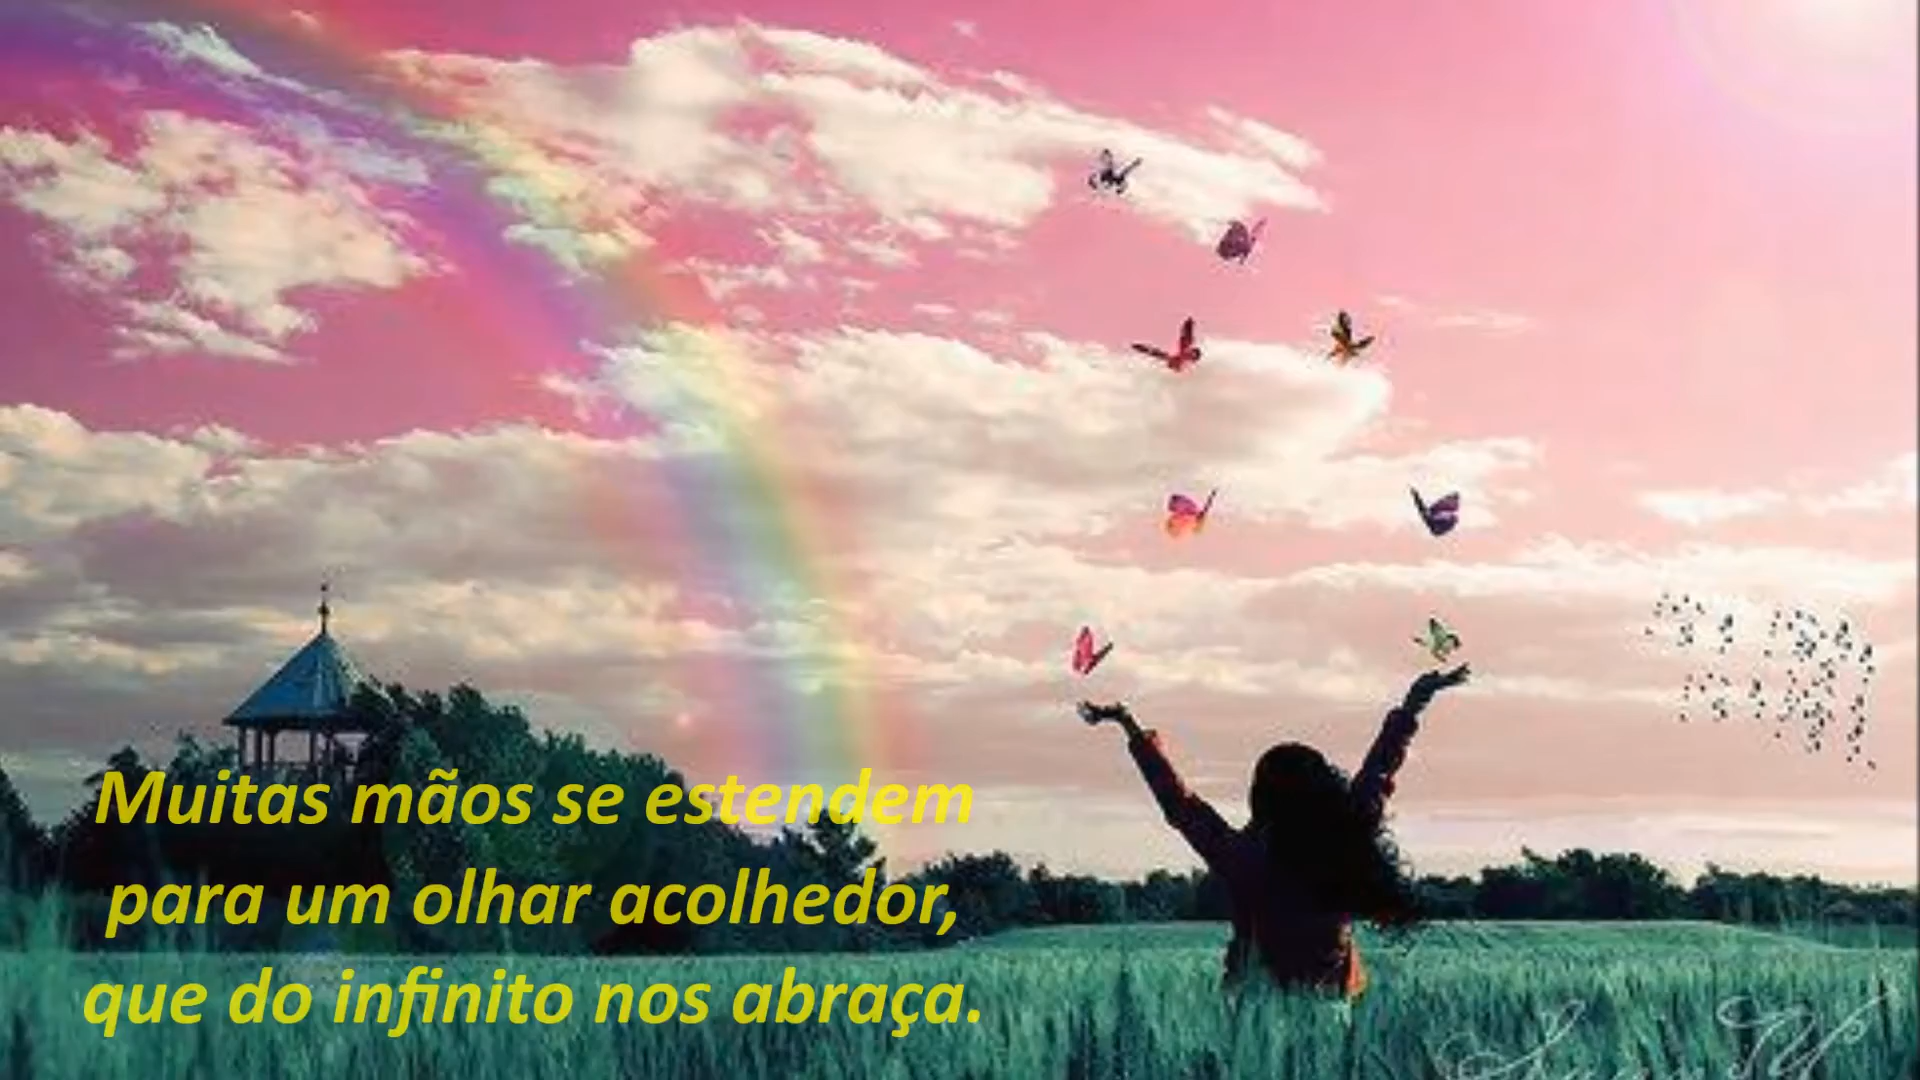 Muitas mãos se estendem
para um olhar acolhedor,
que do infinito nos abraça.